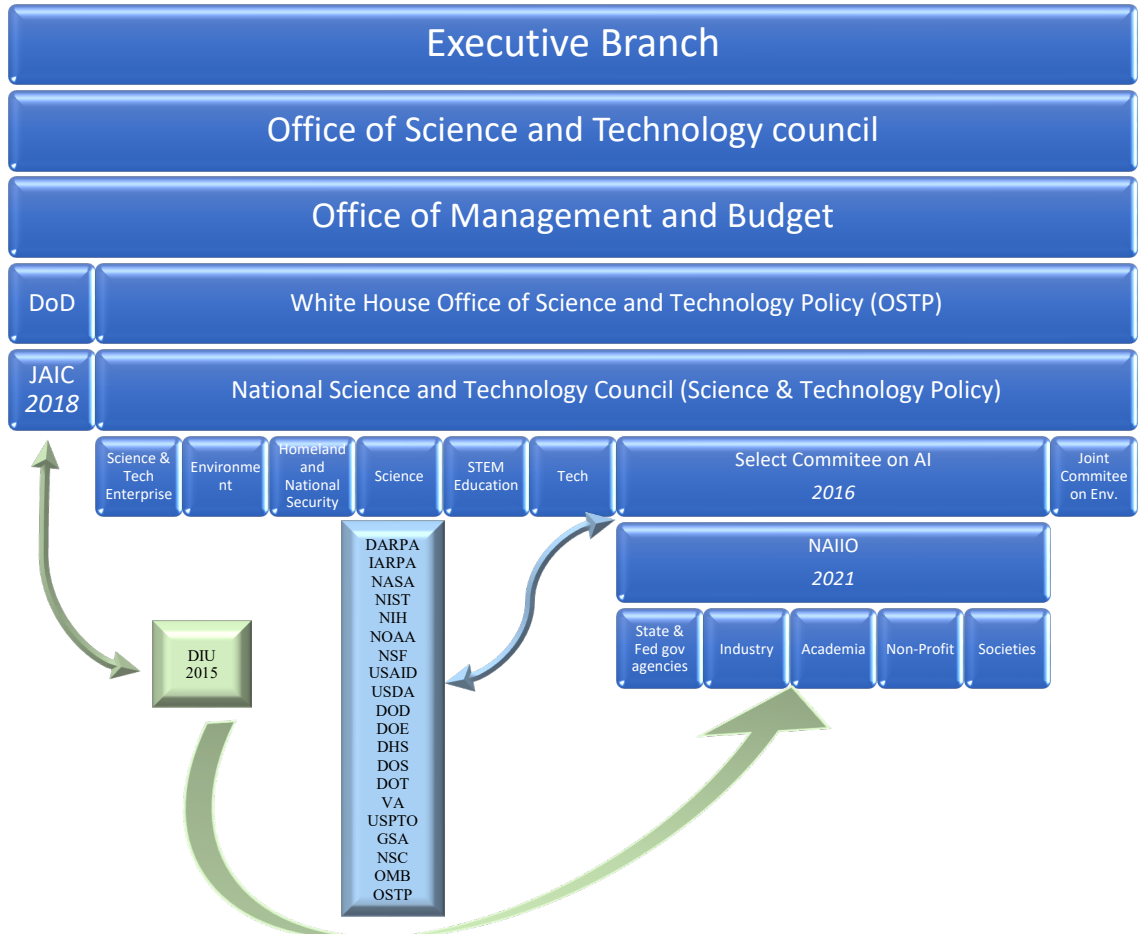 Executive Branch
Office of Science and Technology council
Office of Management and Budget
DoD
White House Office of Science and Technology Policy (OSTP)
JAIC
2018
National Science and Technology Council (Science & Technology Policy)
Science &
Tech
Enterprise
Environme
nt
Homeland
and
National
Security
Science
STEM
Education
Tech
Select Commitee on AI
2016
Joint
Commitee
on Env.
NAIIO
2021
State &
Fed gov
agencies
Industry
Academia
Non-Profit
Societies
DIU
2015
DARPA
IARPA
NASA
NIST
NIH
NOAA
NSF
USAID
USDA
DOD
DOE
DHS
DOS
DOT
VA
USPTO
GSA
NSC
OMB
OSTP